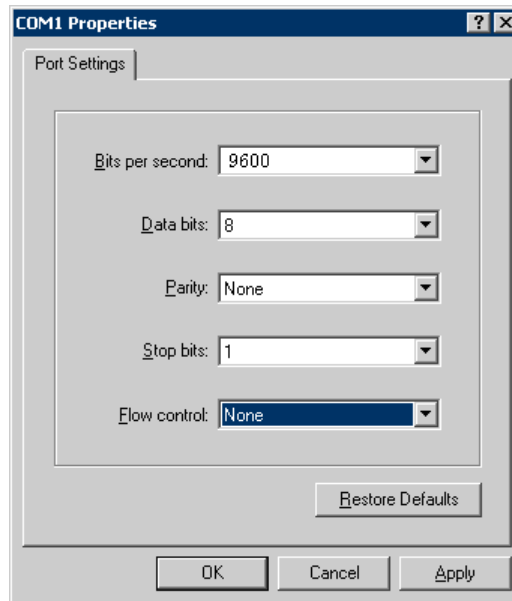 COM1 Properties
Port Settings
Bits per second: 9600
Data bits: 8
Parity: None
Stop bits: 1
Flow control: None
Restore Defaults
OK Cancel Apply